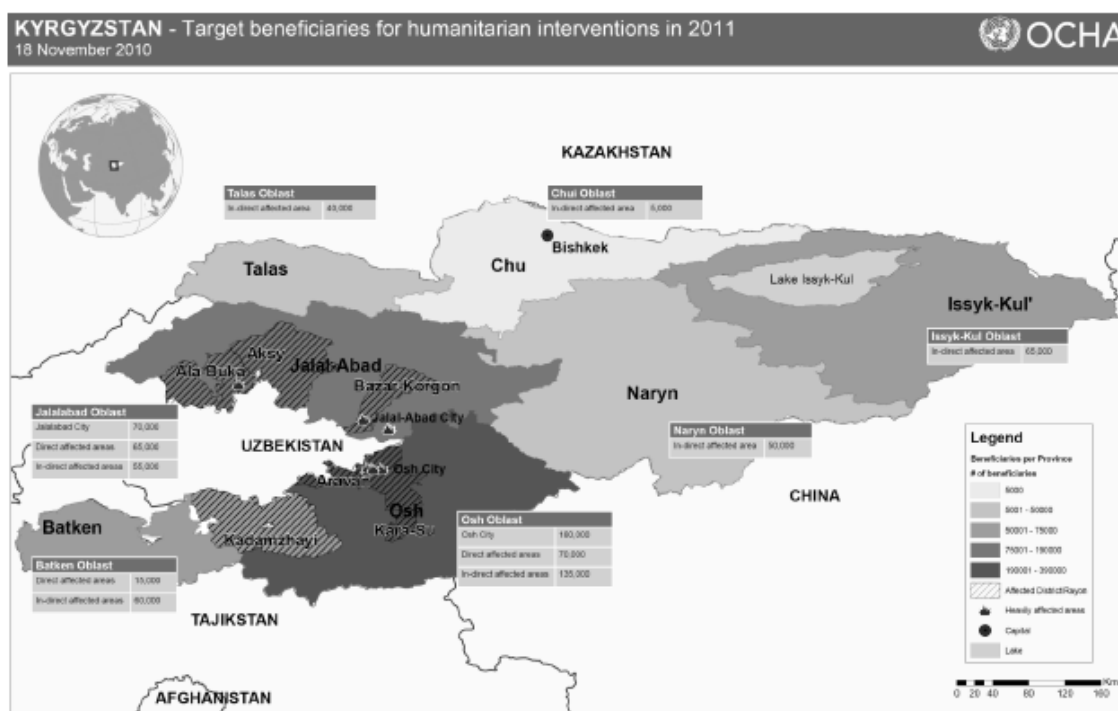 KYRGYZSTAN - Target beneficiaries for humanitarian interventions in 2011
18 November 2010
OCHA
KAZAKHSTAN
Talas Oblast
In-direct affected area 40,000
Chui Oblast
In-direct affected area 5,000
Bishkek
Talas
Chu
Lake Issyk-Kul
Issyk-Kul'
Issyk-Kul Oblast
In-direct affected area 65,000
Aksy
Ala-Buka
Jalal-Abad
Bazar-Korgon
Naryn
Jalal-Abad City
Jalalabad Oblast
Jalalabad City 70,000
Direct affected areas 65,000
In-direct affected areas 55,000
UZBEKISTAN
Naryn Oblast
In-direct affected area 50,000
Osh City
Aravan
Osh
Kara-Su
CHINA
Batken
Kadamzhayi
Osh Oblast
Osh City
Direct affected areas 70,000
In-direct affected areas 135,000
Batken Oblast
Direct affected areas 15,000
In-direct affected areas 60,000
TAJIKSTAN
AFGHANISTAN
Legend
Beneficiaries per Province
# of beneficiaries
5000
5001 - 50000
50001 - 75000
75001 - 190000
190001 - 390000
Affected District/Rayon
Heavily affected areas
Capital
Lake
Km
0 20 40 80 120 160